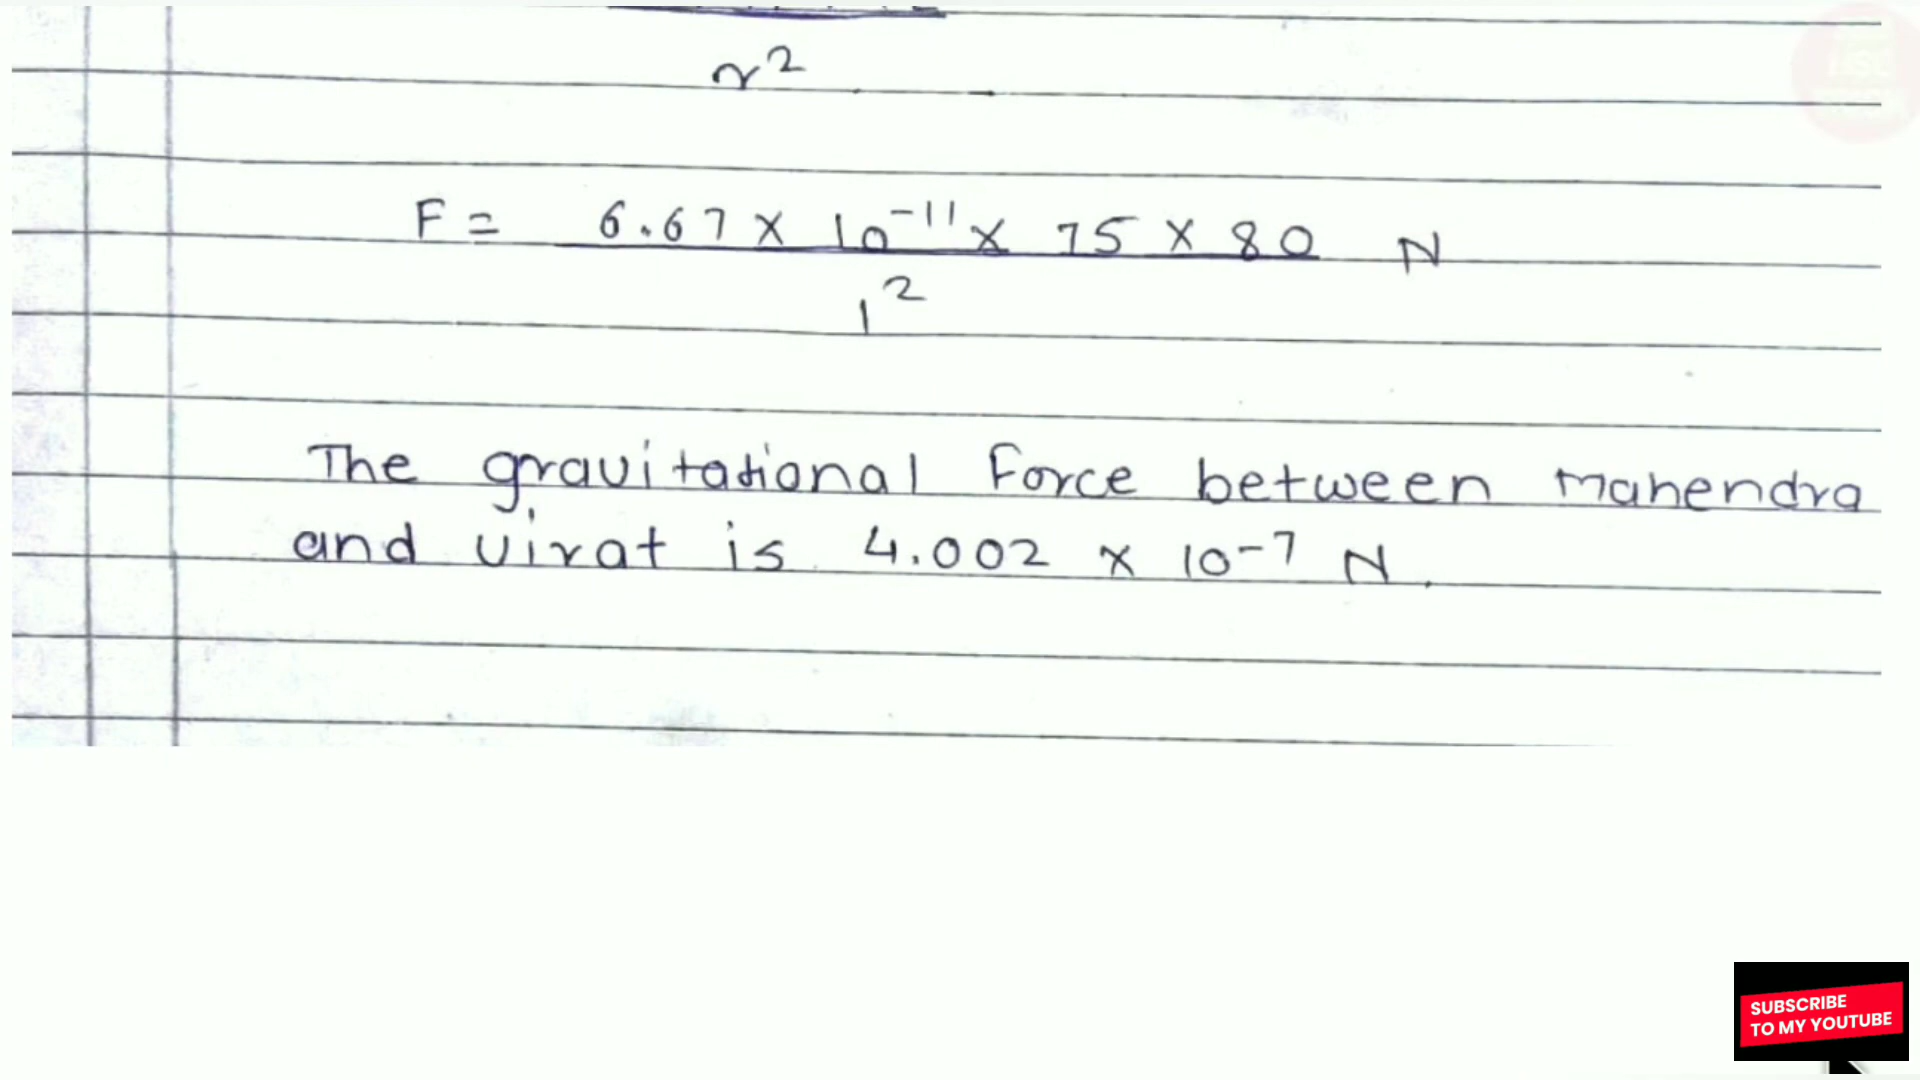 r²
F = 6.67 x 10⁻¹¹ x 75 x 80 N
1²
The gravitational Force between Mahendra
and virat is 4.002 x 10⁻⁷ N.
SUBSCRIBE
TO MY YOUTUBE